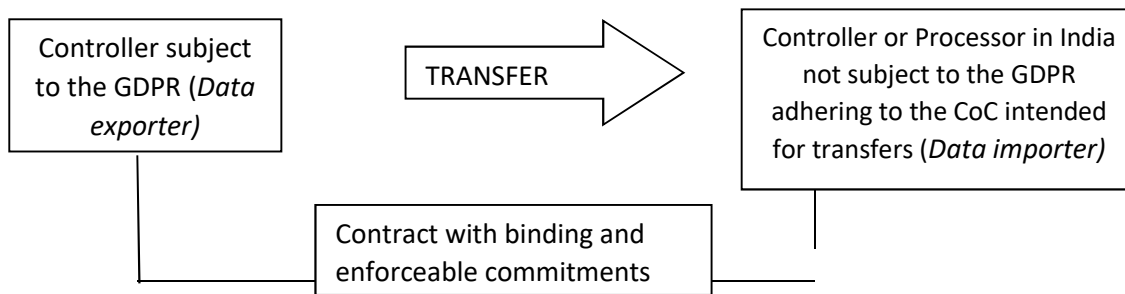 Controller subject
to the GDPR (Data
exporter)
TRANSFER
Controller or Processor in India
not subject to the GDPR
adhering to the CoC intended
for transfers (Data importer)
Contract with binding and
enforceable commitments